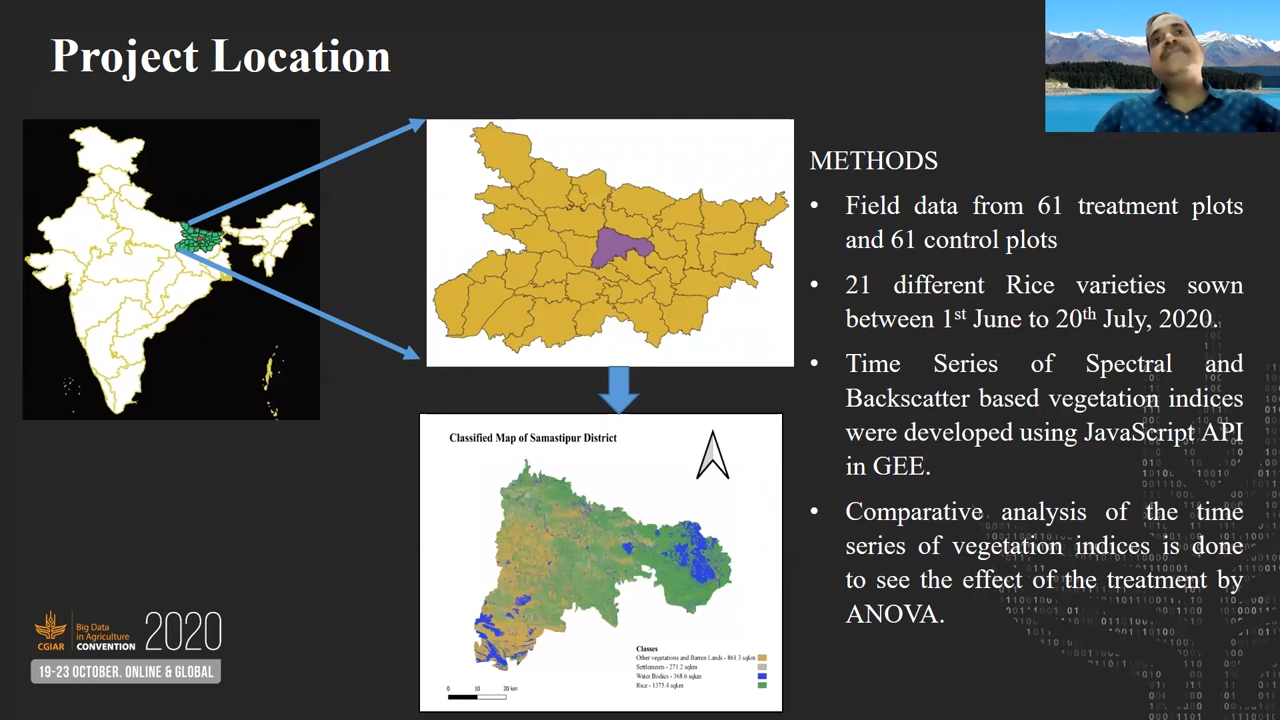 Project Location
METHODS
• Field data from 61 treatment plots
and 61 control plots
• 21 different Rice varieties sown
between 1st June to 20th July, 2020.
• Time Series of Spectral and
Backscatter based vegetation indices
were developed using JavaScript API
in GEE.
• Comparative analysis of the time
series of vegetation indices is done
to see the effect of the treatment by
ANOVA.
Classified Map of Samastipur District
Classes
Other vegetations and Barren Lands - 861.3 sqkm
Settlements - 271.2 sqkm
Water Bodies - 368.6 sqkm
Rice - 1375.4 sqkm
0 10 20 km
CGIAR
Big Data
in Agriculture
CONVENTION
2020
19-23 OCTOBER. ONLINE & GLOBAL